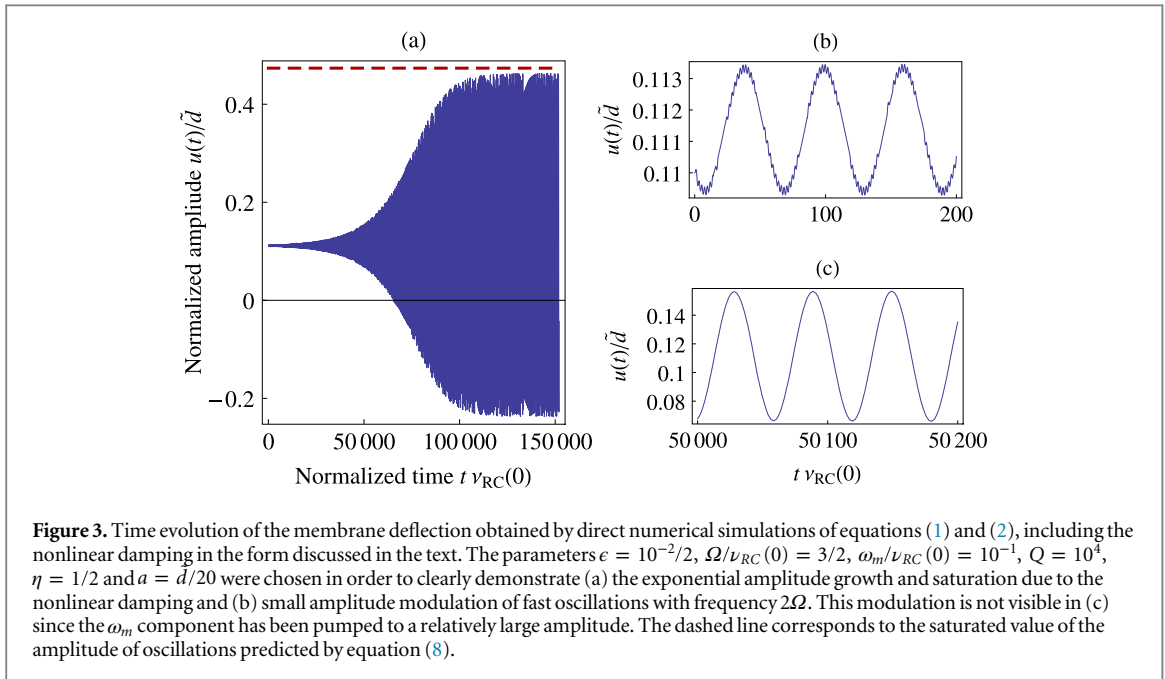 (a)
Normalized ampliude u(t)/d̃
0.4
0.2
0
−0.2
0
50 000
100 000
150 000
Normalized time t ν_RC(0)
(b)
u(t)/d̃
0.113
0.112
0.111
0.11
0
100
200
(c)
u(t)/d̃
0.14
0.12
0.1
0.08
50 000
50 100
50 200
t ν_RC(0)
Figure 3. Time evolution of the membrane deflection obtained by direct numerical simulations of equations (1) and (2), including the
nonlinear damping in the form discussed in the text. The parameters ϵ = 10⁻²/2, Ω/ν_RC(0) = 3/2, ω_m/ν_RC(0) = 10⁻¹, Q = 10⁴,
η = 1/2 and a = d̃/20 were chosen in order to clearly demonstrate (a) the exponential amplitude growth and saturation due to the
nonlinear damping and (b) small amplitude modulation of fast oscillations with frequency 2Ω. This modulation is not visible in (c)
since the ω_m component has been pumped to a relatively large amplitude. The dashed line corresponds to the saturated value of the
amplitude of oscillations predicted by equation (8).